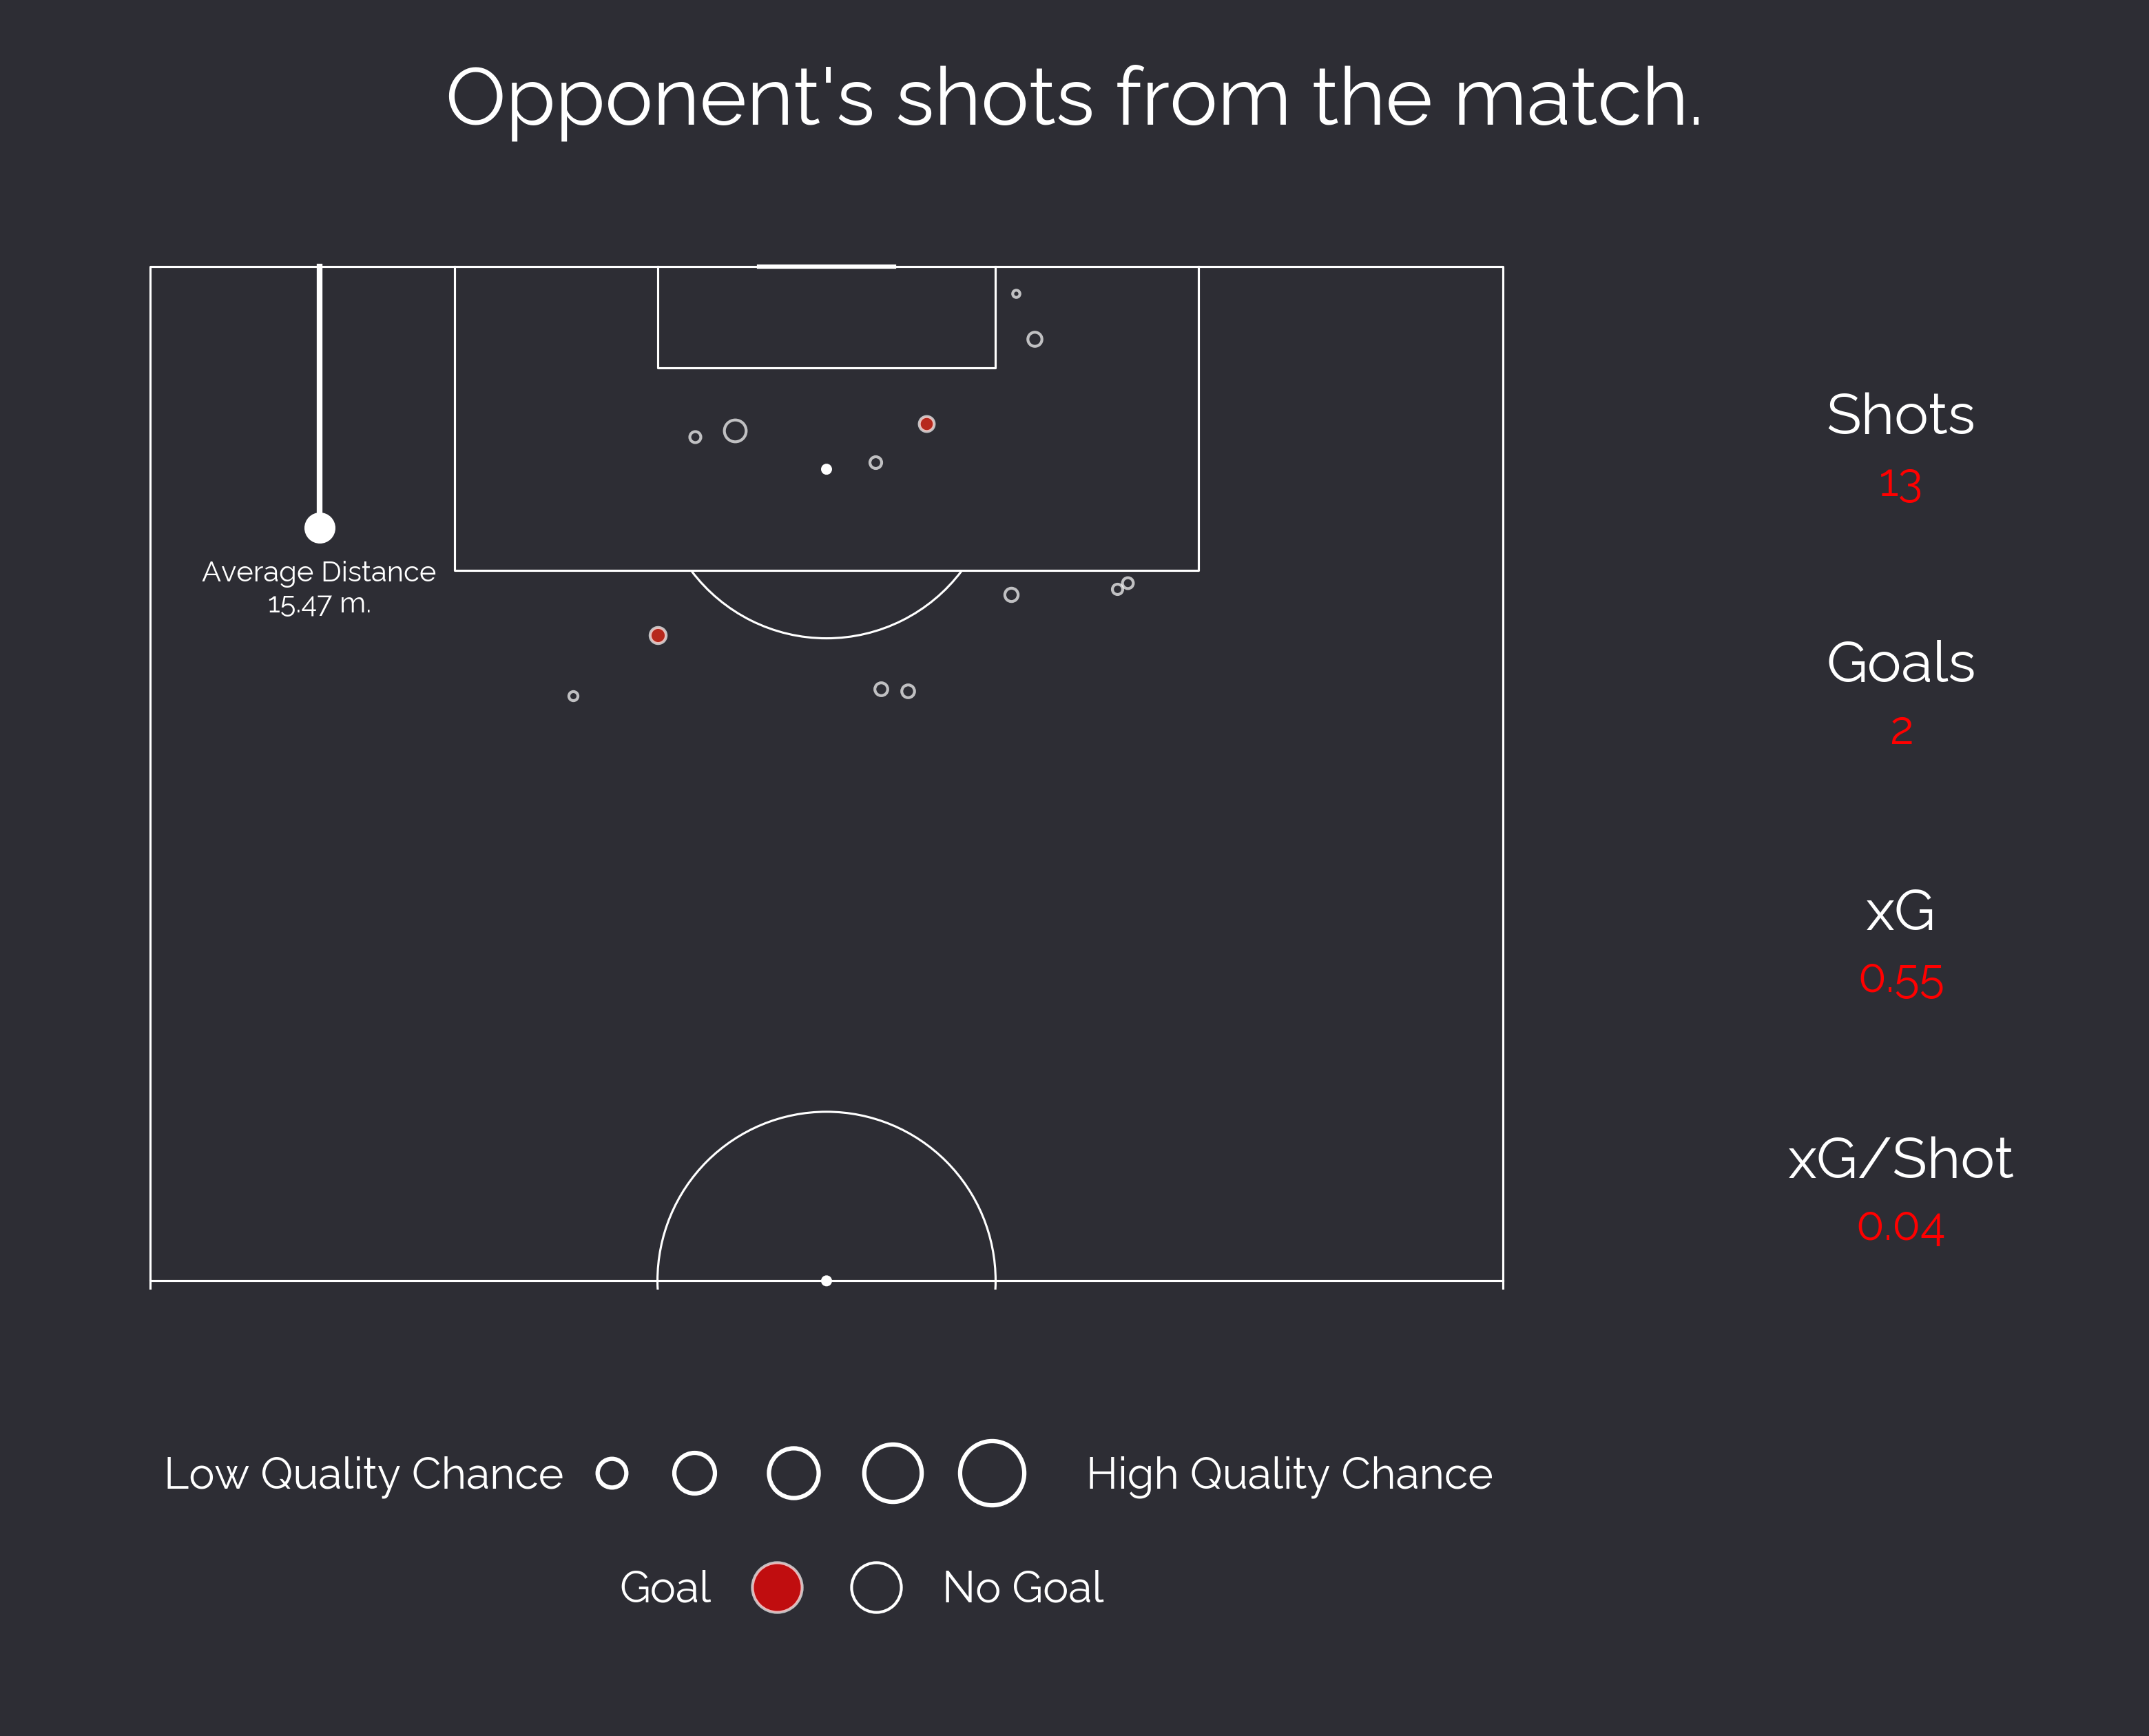 Opponent's shots from the match.
Average Distance
15.47 m.
Shots
13
Goals
2
xG
0.55
xG/Shot
0.04
Low Quality Chance
High Quality Chance
Goal
No Goal